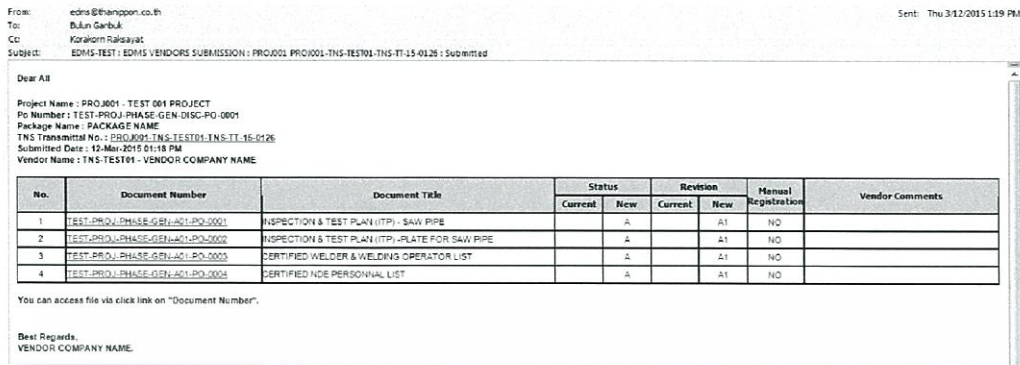 From: edms@thainippon.co.th
Sent: Thu 3/12/2015 1:19 PM
To: Bulun Ganbuk
Cc: Korakorn Raksayat
Subject: EDMS-TEST : EDMS VENDORS SUBMISSION : PROJ001 PROJ001-TNS-TEST01-TNS-TT-15-0126 : Submitted
Dear All
Project Name : PROJ001 - TEST 001 PROJECT
Po Number : TEST-PROJ-PHASE-GEN-DISC-PO-0001
Package Name : PACKAGE NAME
TNS Transmittal No. : PROJ001-TNS-TEST01-TNS-TT-15-0126
Submitted Date : 12-Mar-2015 01:18 PM
Vendor Name : TNS-TEST01 - VENDOR COMPANY NAME
No. Document Number Document Title Status Revision Manual Registration Vendor Comments
Current New Current New
1 TEST-PROJ-PHASE-GEN-A01-PO-0001 INSPECTION & TEST PLAN (ITP) - SAW PIPE A A1 NO
2 TEST-PROJ-PHASE-GEN-A01-PO-0002 INSPECTION & TEST PLAN (ITP) -PLATE FOR SAW PIPE A A1 NO
3 TEST-PROJ-PHASE-GEN-A01-PO-0003 CERTIFIED WELDER & WELDING OPERATOR LIST A A1 NO
4 TEST-PROJ-PHASE-GEN-A01-PO-0004 CERTIFIED NDE PERSONNAL LIST A A1 NO
You can access file via click link on "Document Number".
Best Regards,
VENDOR COMPANY NAME.